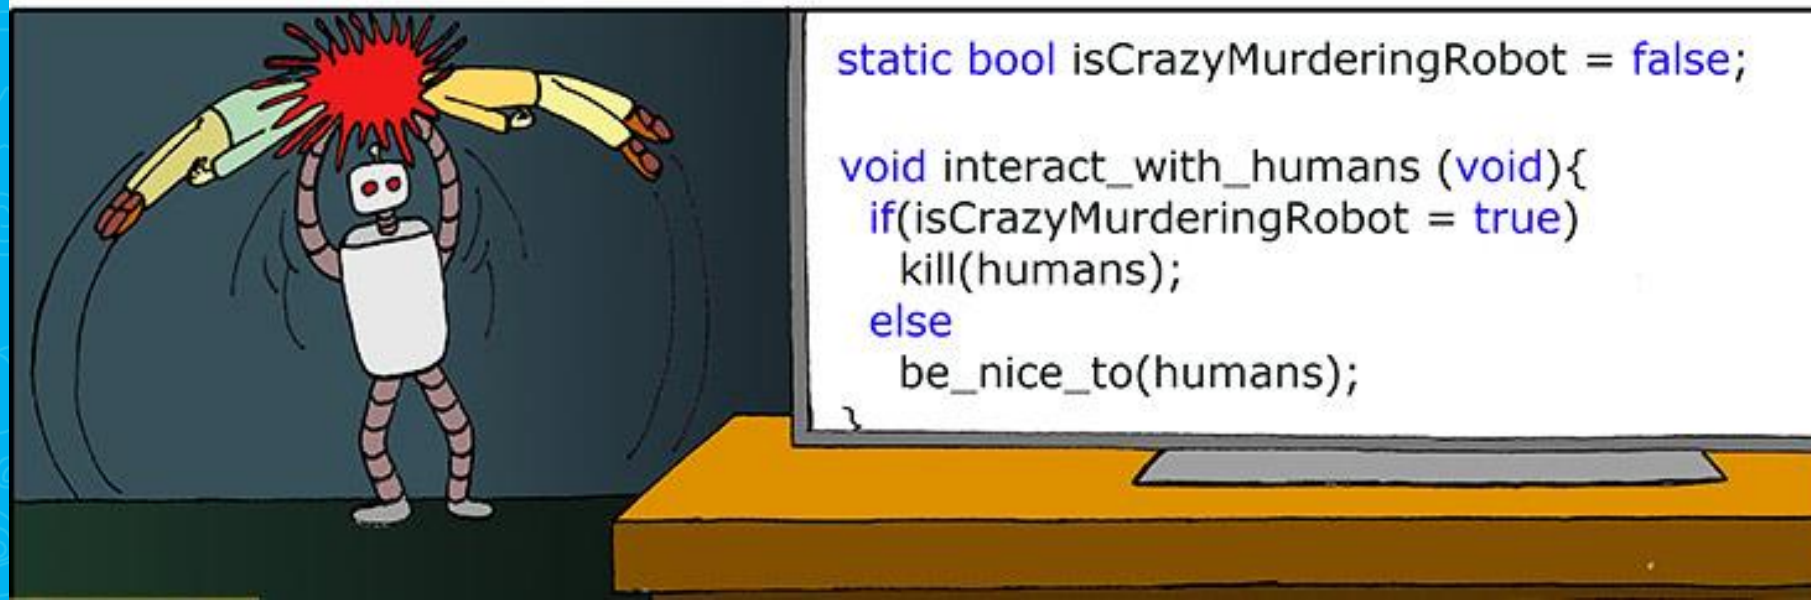 static bool isCrazyMurderingRobot = false;
void interact_with_humans (void){
if(isCrazyMurderingRobot = true)
kill(humans);
else
be_nice_to(humans);
}